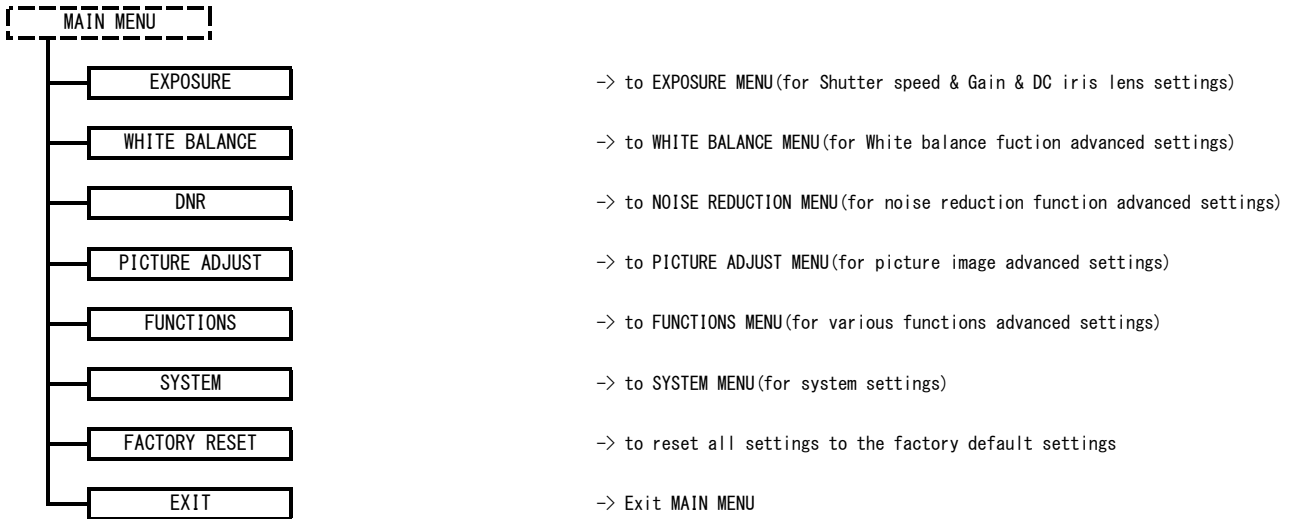 MAIN MENU
EXPOSURE -> to EXPOSURE MENU(for Shutter speed & Gain & DC iris lens settings)
WHITE BALANCE -> to WHITE BALANCE MENU(for White balance fuction advanced settings)
DNR -> to NOISE REDUCTION MENU(for noise reduction function advanced settings)
PICTURE ADJUST -> to PICTURE ADJUST MENU(for picture image advanced settings)
FUNCTIONS -> to FUNCTIONS MENU(for various functions advanced settings)
SYSTEM -> to SYSTEM MENU(for system settings)
FACTORY RESET -> to reset all settings to the factory default settings
EXIT -> Exit MAIN MENU